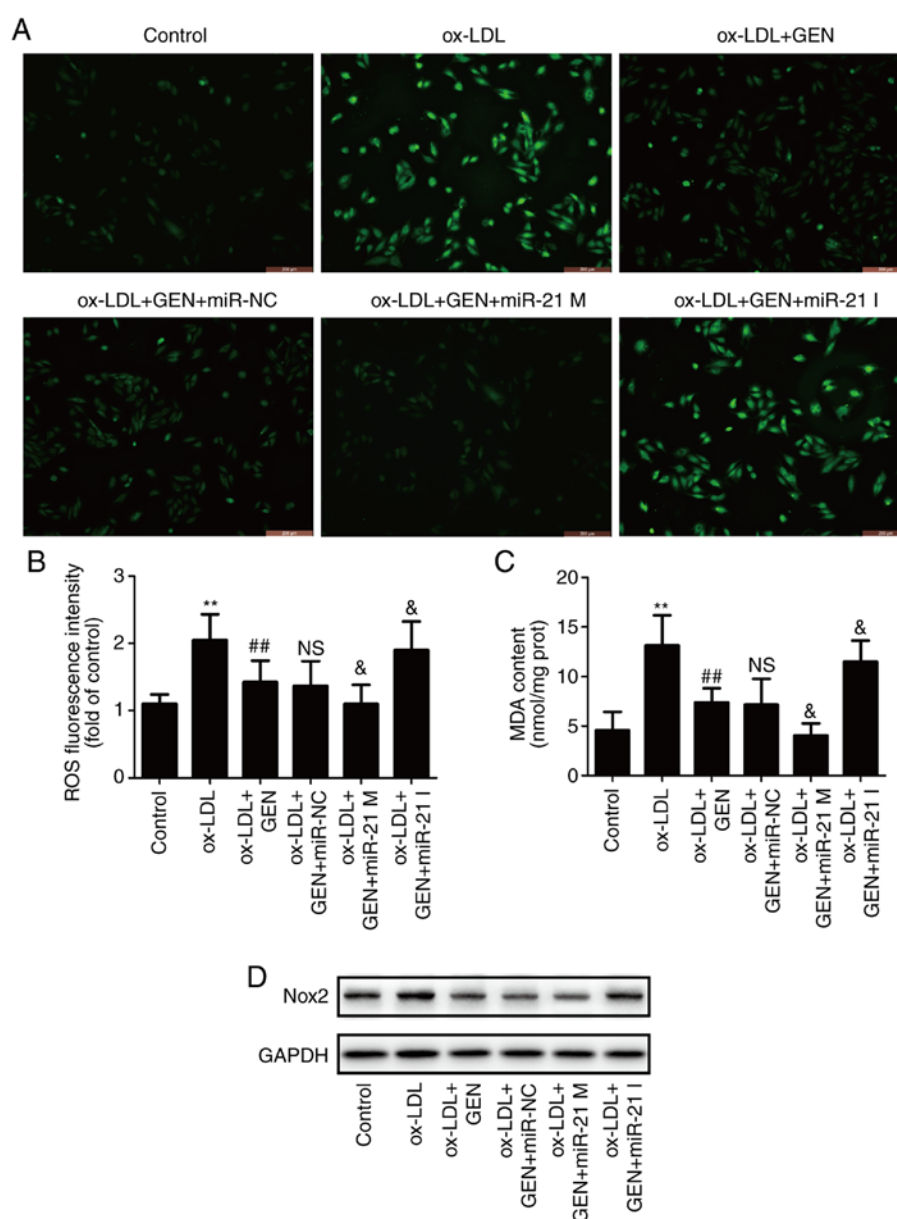 A
Control
ox-LDL
ox-LDL+GEN
ox-LDL+GEN+miR-NC
ox-LDL+GEN+miR-21 M
ox-LDL+GEN+miR-21 I
B
ROS fluorescence intensity
(fold of control)
3
2
1
0
**
##
NS
&
&
Control
ox-LDL
ox-LDL+
GEN
ox-LDL+
GEN+miR-NC
ox-LDL+
GEN+miR-21 M
ox-LDL+
GEN+miR-21 I
C
MDA content
(nmol/mg prot)
20
15
10
5
0
**
##
NS
&
&
Control
ox-LDL
ox-LDL+
GEN
ox-LDL+
GEN+miR-NC
ox-LDL+
GEN+miR-21 M
ox-LDL+
GEN+miR-21 I
D
Nox2
GAPDH
Control
ox-LDL
ox-LDL+
GEN
ox-LDL+
GEN+miR-NC
ox-LDL+
GEN+miR-21 M
ox-LDL+
GEN+miR-21 I